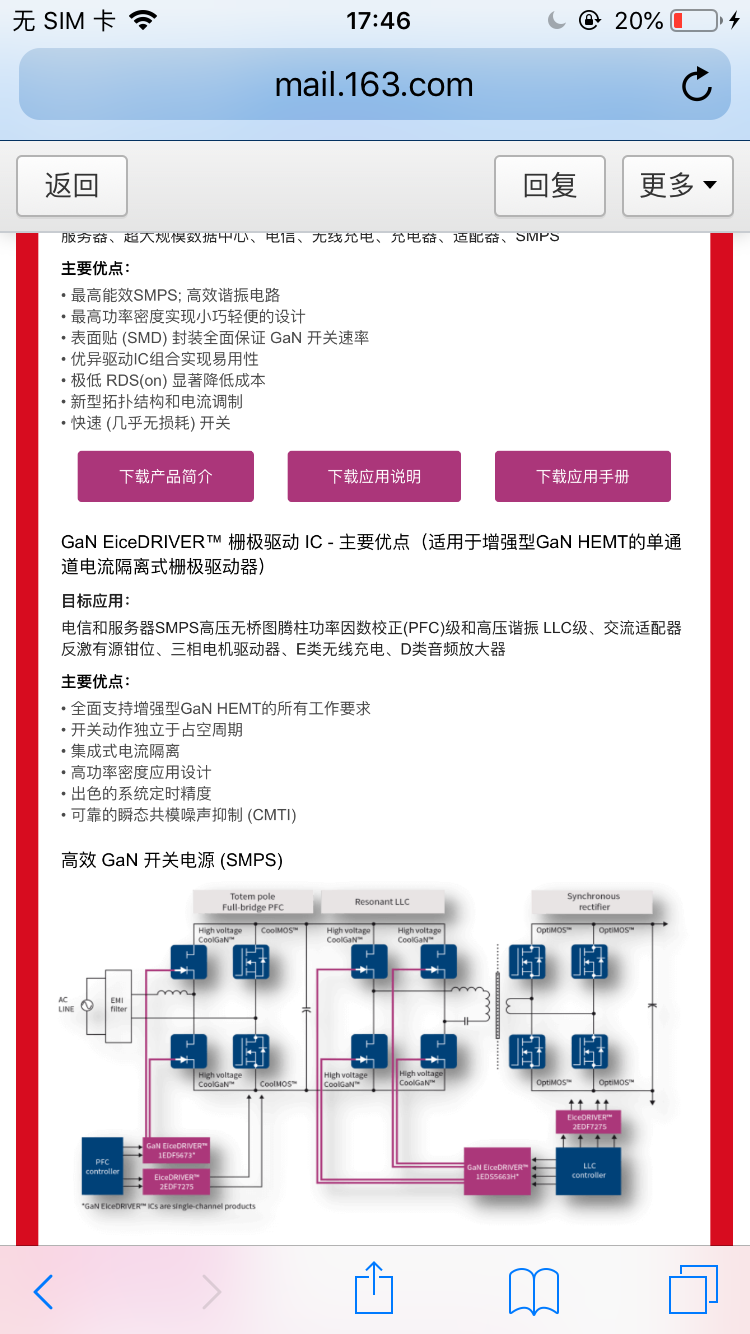 无 SIM 卡
17:46
20%
mail.163.com
返回
回复
更多
服务器、超大规模数据中心、电信、无线充电、充电器、适配器、SMPS
主要优点：
• 最高能效SMPS; 高效谐振电路
• 最高功率密度实现小巧轻便的设计
• 表面贴 (SMD) 封装全面保证 GaN 开关速率
• 优异驱动IC组合实现易用性
• 极低 RDS(on) 显著降低成本
• 新型拓扑结构和电流调制
• 快速 (几乎无损耗) 开关
下载产品简介
下载应用说明
下载应用手册
GaN EiceDRIVER™ 栅极驱动 IC - 主要优点（适用于增强型GaN HEMT的单通
道电流隔离式栅极驱动器）
目标应用：
电信和服务器SMPS高压无桥图腾柱功率因数校正(PFC)级和高压谐振 LLC级、交流适配器
反激有源钳位、三相电机驱动器、E类无线充电、D类音频放大器
主要优点：
• 全面支持增强型GaN HEMT的所有工作要求
• 开关动作独立于占空周期
• 集成式电流隔离
• 高功率密度应用设计
• 出色的系统定时精度
• 可靠的瞬态共模噪声抑制 (CMTI)
高效 GaN 开关电源 (SMPS)
Totem pole
Full-bridge PFC
Resonant LLC
Synchronous
rectifier
High voltage
CoolGaN™
CoolMOS™
High voltage
CoolGaN™
High voltage
CoolGaN™
OptiMOS™
OptiMOS™
AC
LINE
EMI
filter
High voltage
CoolGaN™
CoolMOS™
High voltage
CoolGaN™
High voltage
CoolGaN™
OptiMOS™
OptiMOS™
PFC
controller
GaN EiceDRIVER™
1EDF5673*
EiceDRIVER™
2EDF7275
GaN EiceDRIVER™
1EDS5663H*
EiceDRIVER™
2EDF7275
LLC
controller
*GaN EiceDRIVER™ ICs are single-channel products